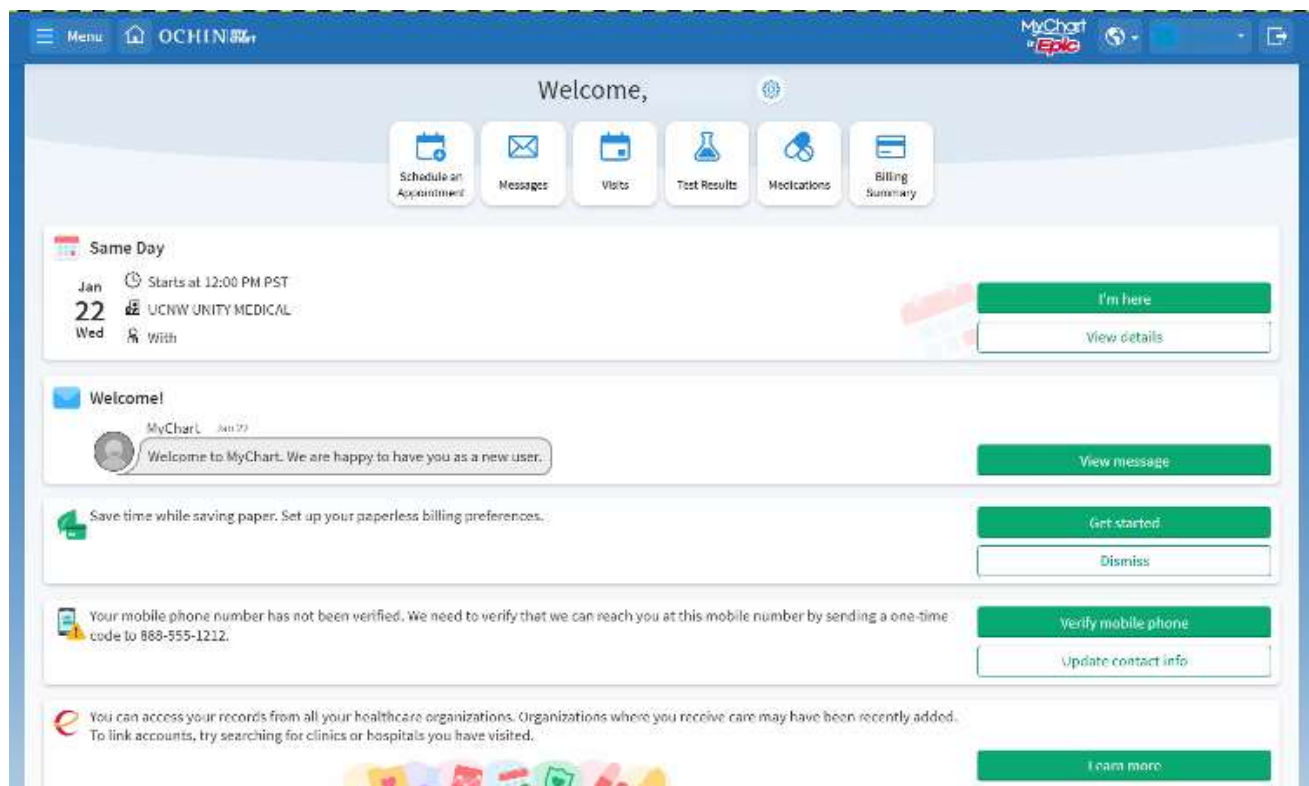 Menu OCHIN MyChart
MyChart
by Epic
Welcome,
Schedule an
Appointment
Messages
Visits
Test Results
Medications
Billing
Summary
Same Day
Jan
22
Wed
Starts at 12:00 PM PST
UCNW UNITY MEDICAL
With
I'm here
View details
Welcome!
MyChart Jan 22
Welcome to MyChart. We are happy to have you as a new user.
View message
Save time while saving paper. Set up your paperless billing preferences.
Get started
Dismiss
Your mobile phone number has not been verified. We need to verify that we can reach you at this mobile number by sending a one-time
code to 888-555-1212.
Verify mobile phone
Update contact info
You can access your records from all your healthcare organizations. Organizations where you receive care may have been recently added.
To link accounts, try searching for clinics or hospitals you have visited.
Learn more